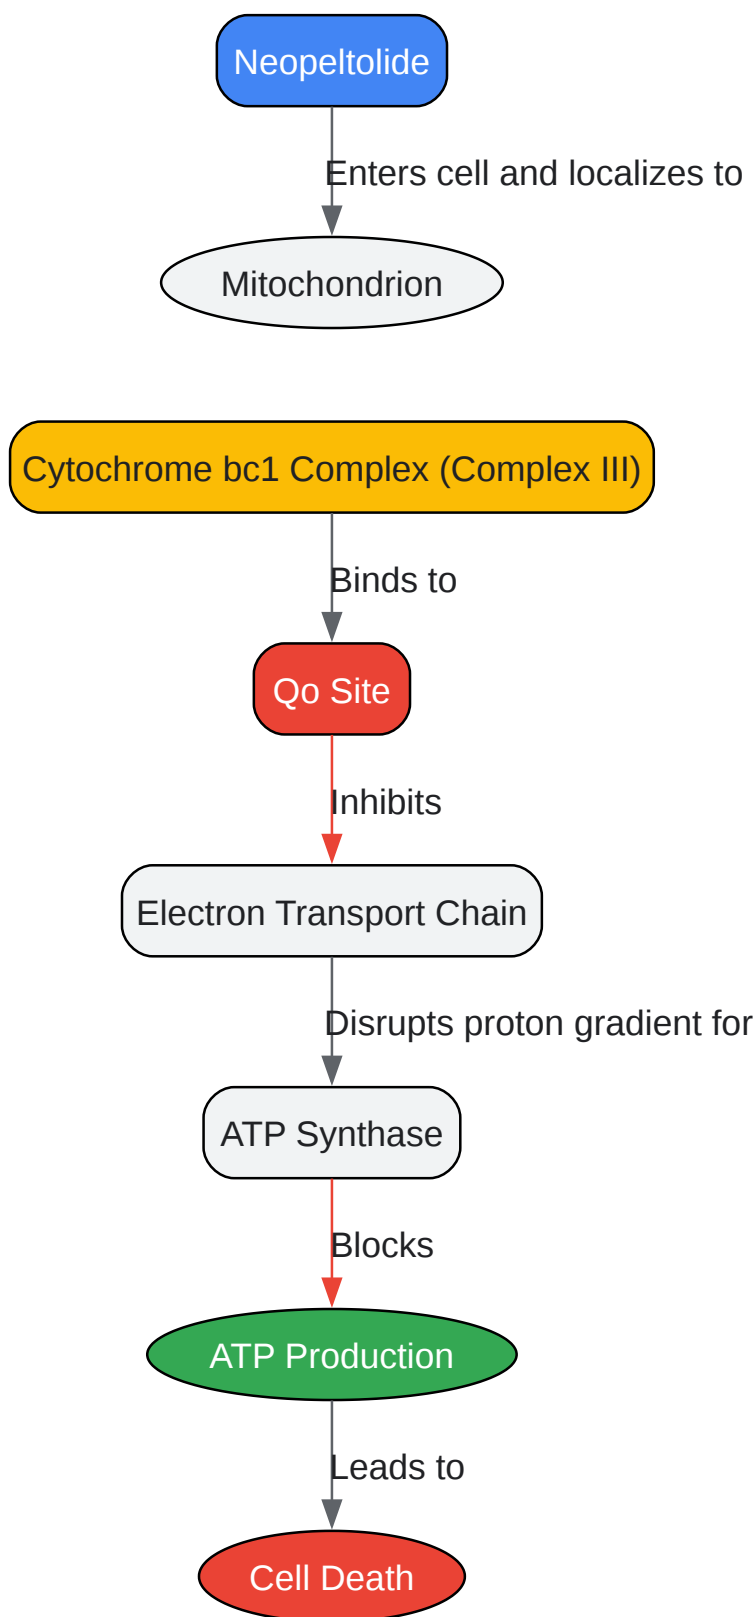 Neopeltolide
Enters cell and localizes to
Mitochondrion
Cytochrome bc1 Complex (Complex III)
Binds to
Qo Site
Inhibits
Electron Transport Chain
Disrupts proton gradient for
ATP Synthase
Blocks
ATP Production
Leads to
Cell Death